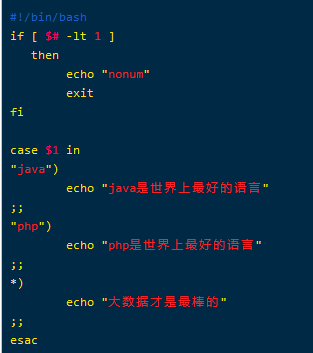 #!/bin/bash
if [ $# -lt 1 ]
then
echo "nonum"
exit
fi
case $1 in
"java")
echo "java是世界上最好的语言"
;;
"php")
echo "php是世界上最好的语言"
;;
*)
echo "大数据才是最棒的"
;;
esac